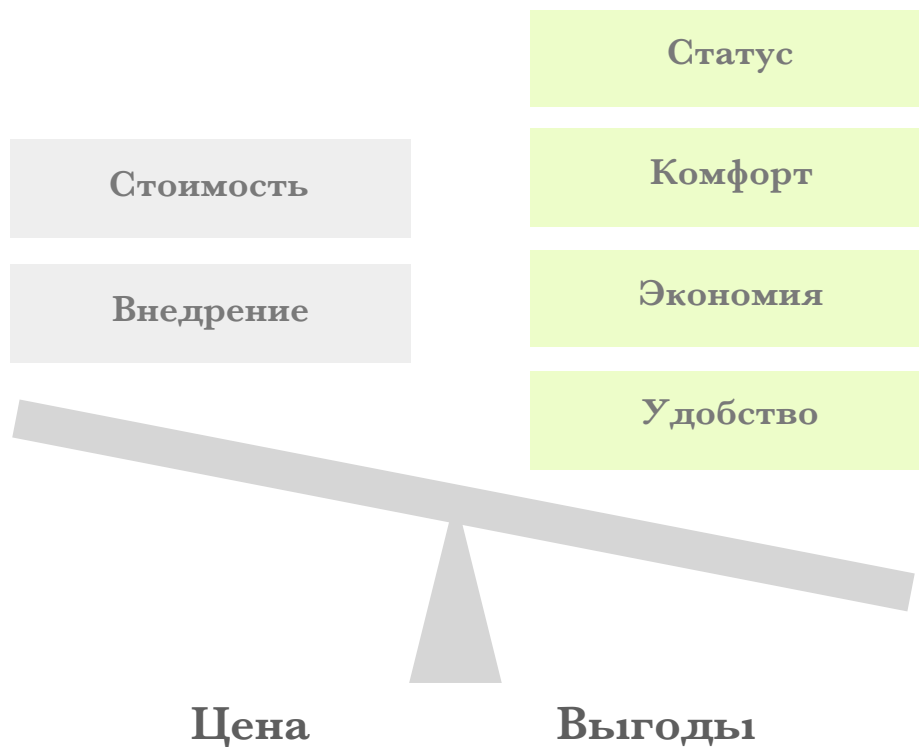 Статус
Комфорт
Экономия
Удобство
Стоимость
Внедрение
Цена
Выгоды